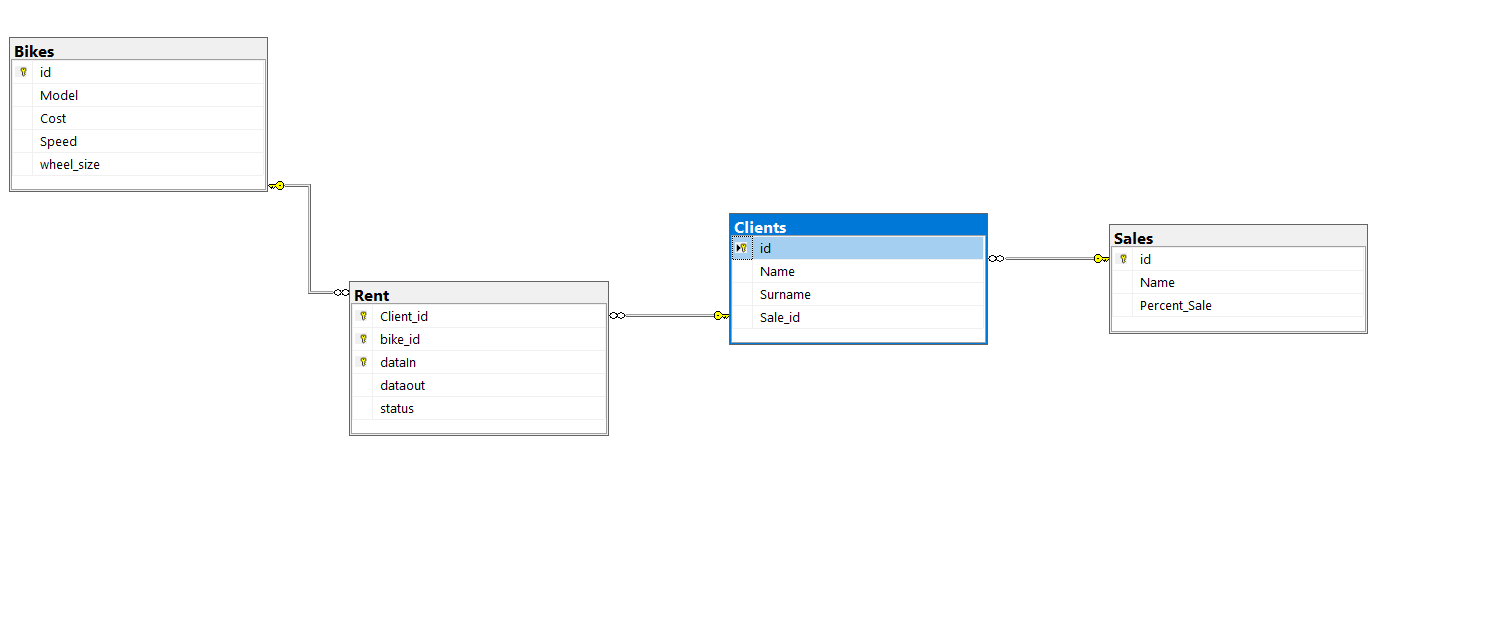 Bikes
id
Model
Cost
Speed
wheel_size
Rent
Client_id
bike_id
dataIn
dataout
status
Clients
id
Name
Surname
Sale_id
Sales
id
Name
Percent_Sale